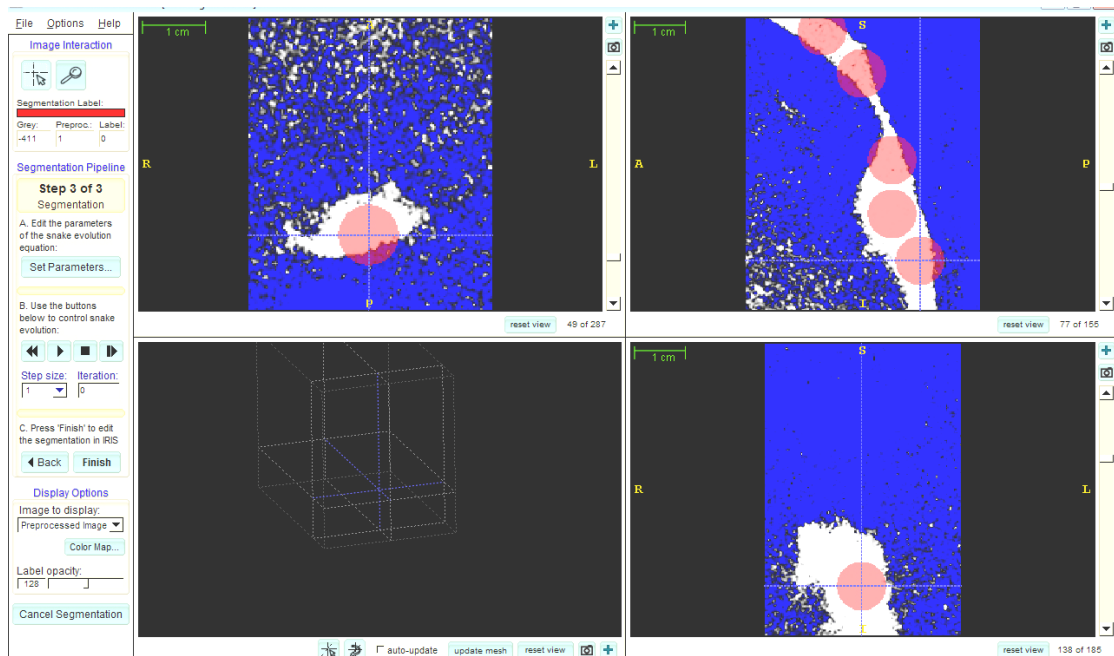 File Options Help
Image Interaction
Segmentation Label:
Grey: Preproc.: Label:
-411 1 0
Segmentation Pipeline
Step 3 of 3
Segmentation
A. Edit the parameters
of the snake evolution
equation:
Set Parameters...
B. Use the buttons
below to control snake
evolution:
Step size: Iteration:
1 0
C. Press 'Finish' to edit
the segmentation in IRIS
Back Finish
Display Options
Image to display:
Preprocessed Image
Color Map...
Label opacity:
128
Cancel Segmentation
1 cm
R
L
P
reset view 49 of 287
1 cm
S
A
P
I
reset view 77 of 155
auto-update update mesh reset view
1 cm
S
R
L
reset view 138 of 185